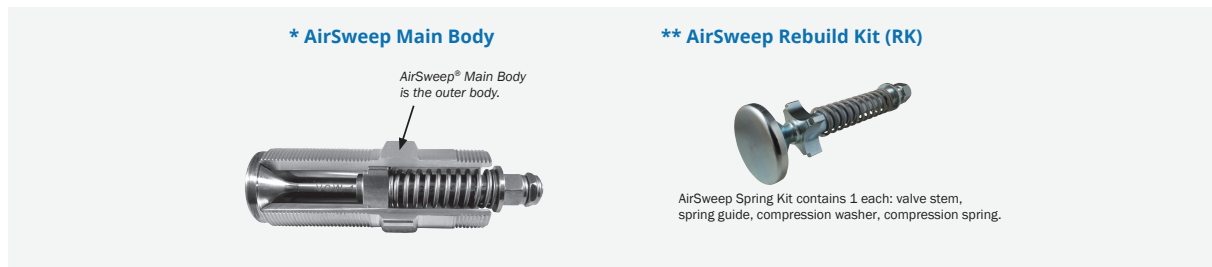 * AirSweep Main Body
** AirSweep Rebuild Kit (RK)
AirSweep® Main Body
is the outer body.
AirSweep Spring Kit contains 1 each: valve stem,
spring guide, compression washer, compression spring.